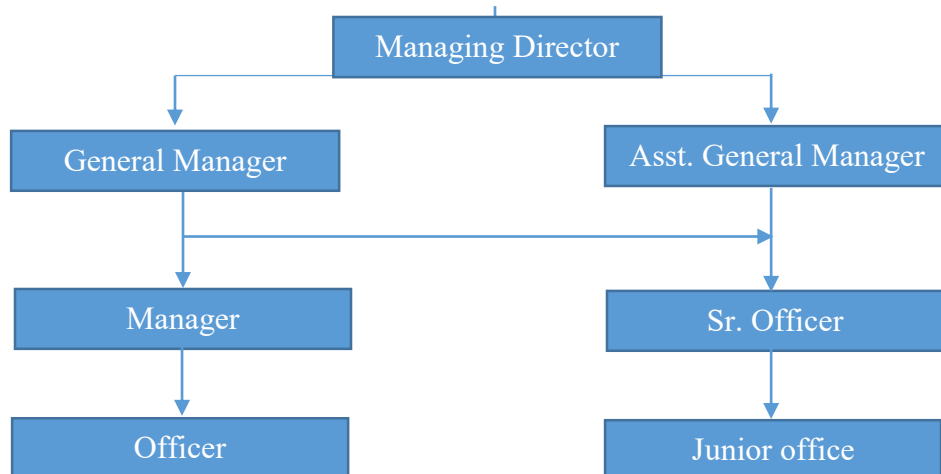 Managing Director
General Manager
Asst. General Manager
Manager
Sr. Officer
Officer
Junior office